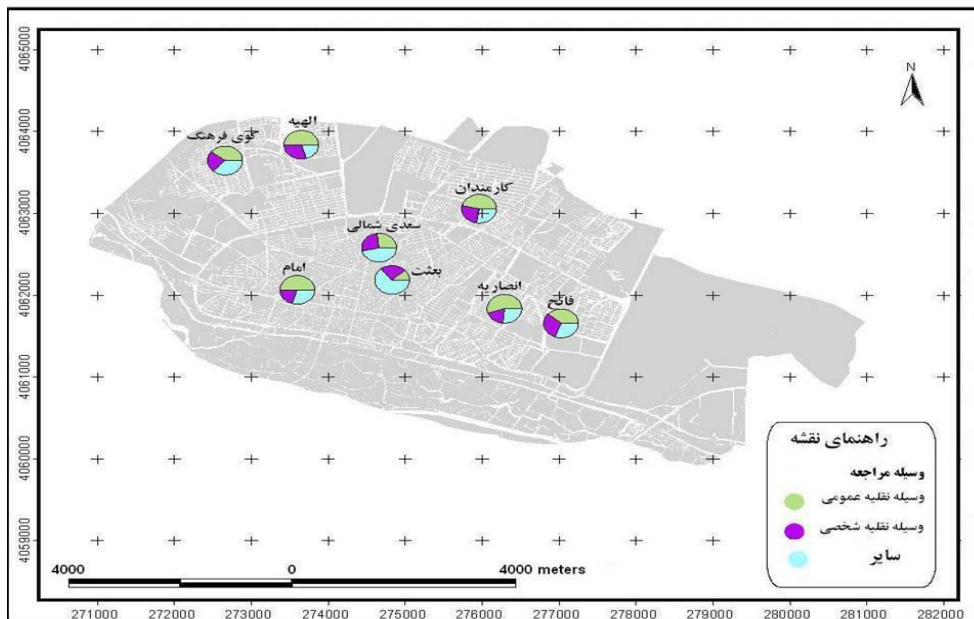 4065000
4064000
4063000
4062000
4061000
4060000
4059000
N
الهیه
کوی فرهنگ
کارمندان
سعدی شمالی
بعثت
امام
انصاریه
فاتح
راهنمای نقشه
وسیله مراجعه
وسیله نقلیه عمومی
وسیله نقلیه شخصی
سایر
4000 0 4000 meters
271000 272000 273000 274000 275000 276000 277000 278000 279000 280000 281000 282000